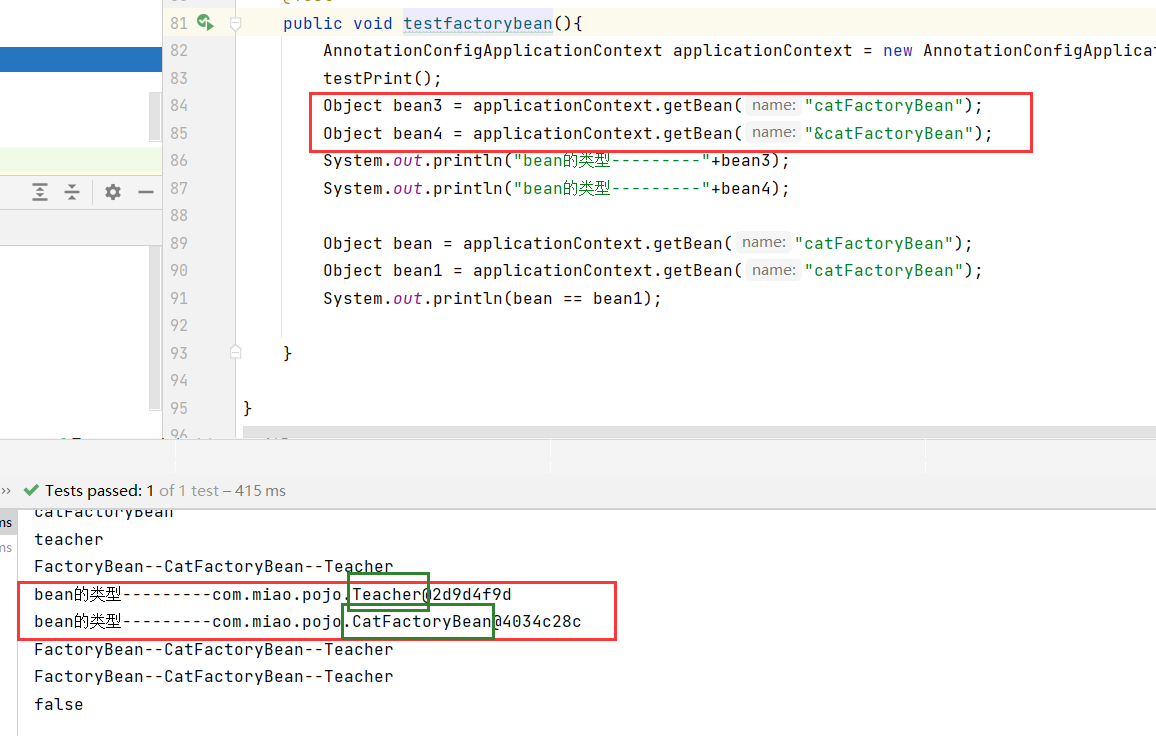 81 public void testfactorybean(){
82 AnnotationConfigApplicationContext applicationContext = new AnnotationConfigApplicat
83 testPrint();
84 Object bean3 = applicationContext.getBean( name: "catFactoryBean");
85 Object bean4 = applicationContext.getBean( name: "&catFactoryBean");
86 System.out.println("bean的类型---------"+bean3);
87 System.out.println("bean的类型---------"+bean4);
88
89 Object bean = applicationContext.getBean( name: "catFactoryBean");
90 Object bean1 = applicationContext.getBean( name: "catFactoryBean");
91 System.out.println(bean == bean1);
92
93 }
94
95 }
96
›› Tests passed: 1 of 1 test – 415 ms
ms catFactoryBean
ms teacher
FactoryBean--CatFactoryBean--Teacher
bean的类型---------com.miao.pojo.Teacher@2d9d4f9d
bean的类型---------com.miao.pojo.CatFactoryBean@4034c28c
FactoryBean--CatFactoryBean--Teacher
FactoryBean--CatFactoryBean--Teacher
false